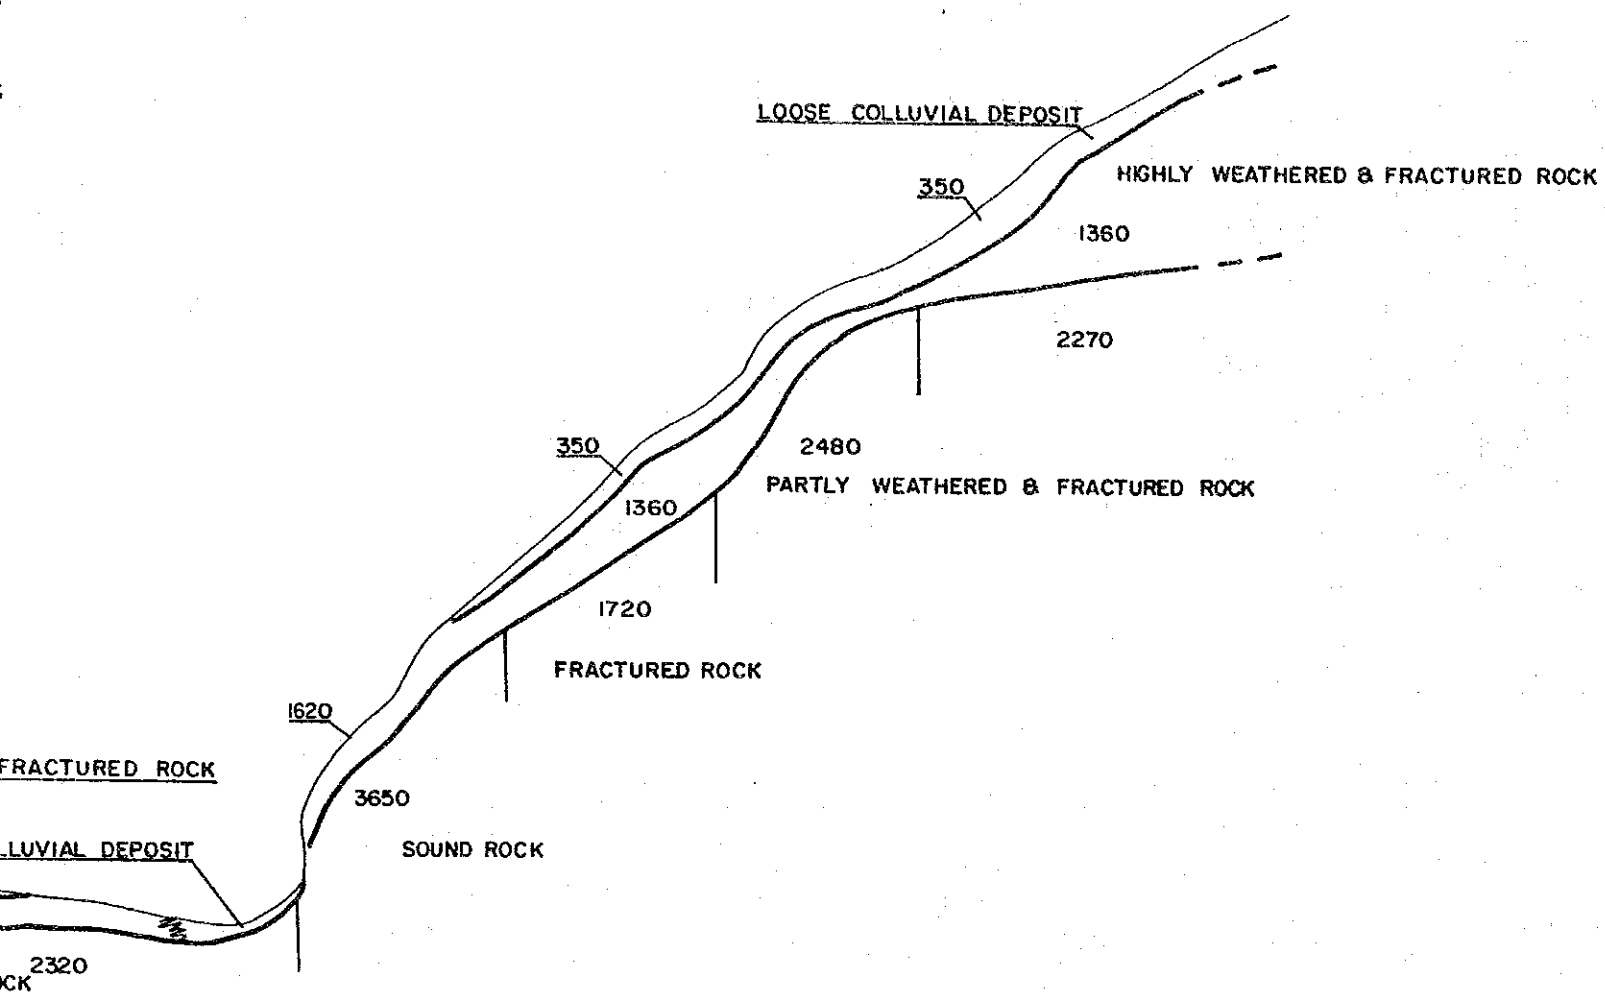 LOOSE COLLUVIAL DEPOSIT
HIGHLY WEATHERED & FRACTURED ROCK
350
1360
2270
350
2480
PARTLY WEATHERED & FRACTURED ROCK
1360
1720
FRACTURED ROCK
1620
FRACTURED ROCK
3650
LLUVIAL DEPOSIT
SOUND ROCK
2320
OCK